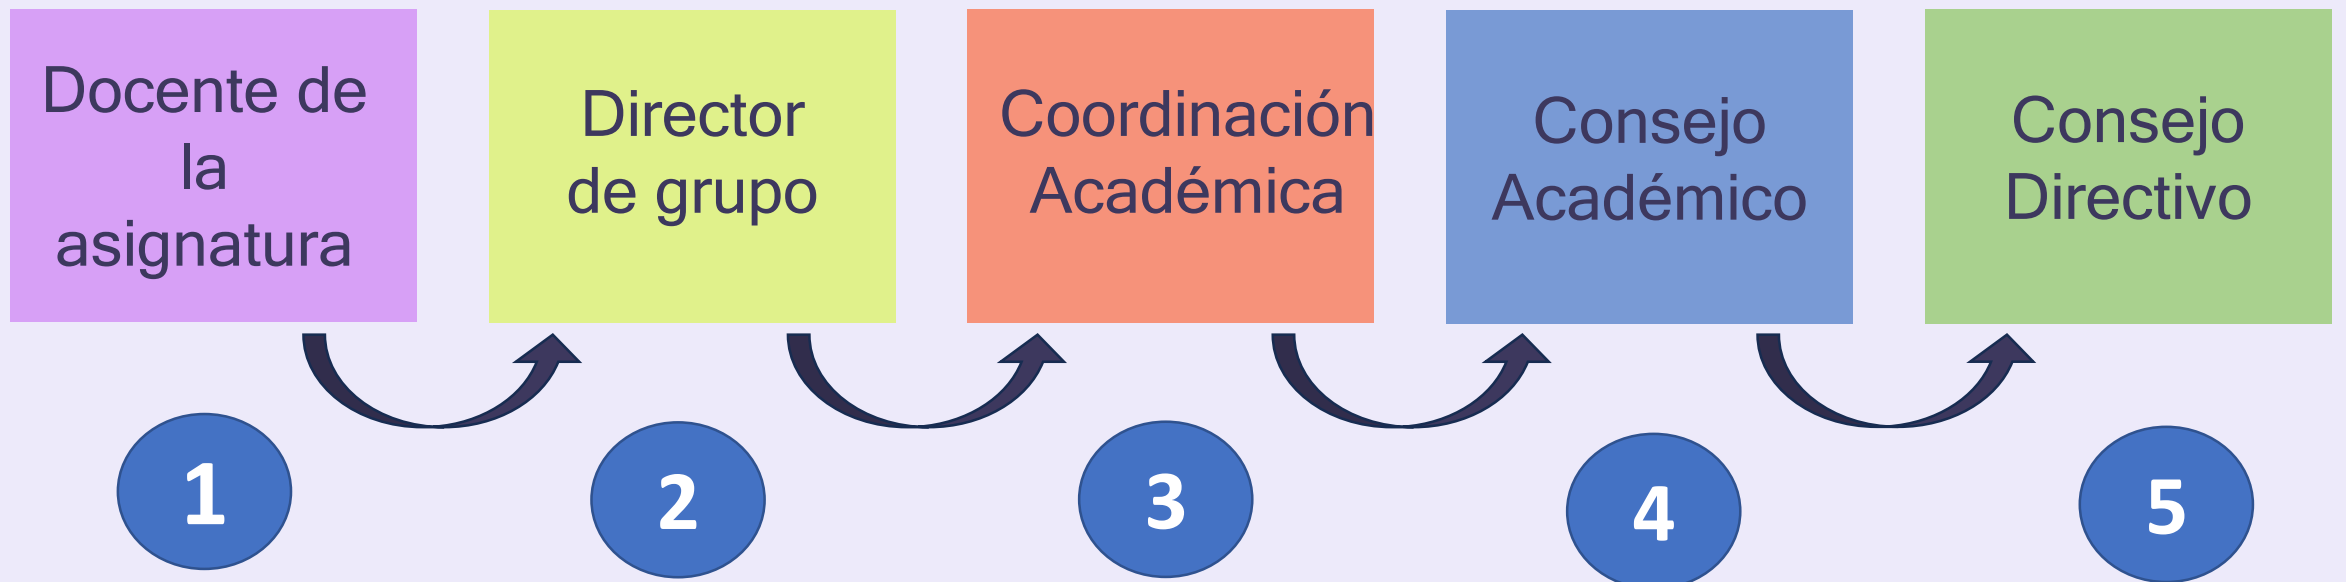 Docente de
la
asignatura
Director
de grupo
Coordinación
Académica
Consejo
Académico
Consejo
Directivo
1
2
3
4
5